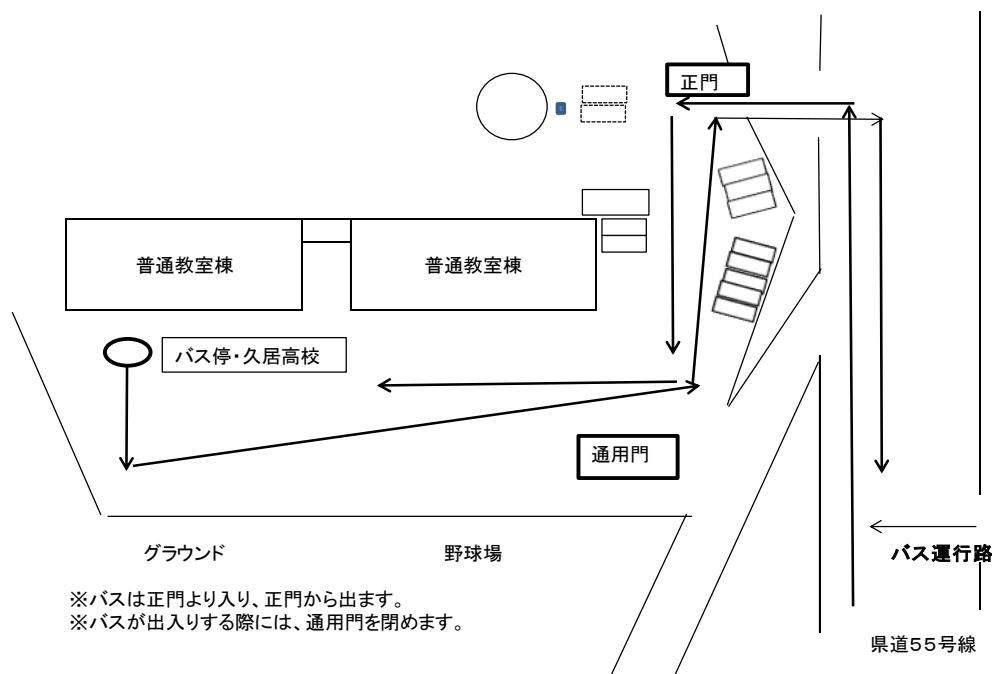 正門
普通教室棟
普通教室棟
バス停・久居高校
通用門
バス運行路
グラウンド
野球場
※バスは正門より入り、正門から出ます。
※バスが出入りする際には、通用門を閉めます。
県道55号線